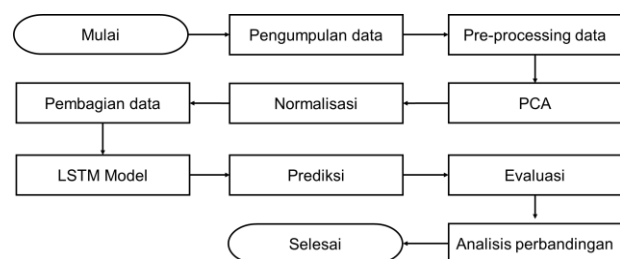 Mulai
Pengumpulan data
Pre-processing data
PCA
Normalisasi
Pembagian data
LSTM Model
Prediksi
Evaluasi
Analisis perbandingan
Selesai